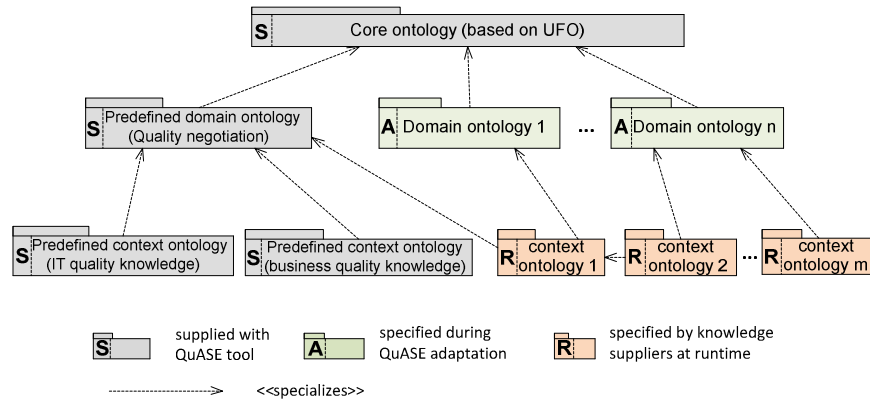 S
Core ontology (based on UFO)
S
Predefined domain ontology
(Quality negotiation)
A
Domain ontology 1
...
A
Domain ontology n
S
Predefined context ontology
(IT quality knowledge)
S
Predefined context ontology
(business quality knowledge)
R
context
ontology 1
R
context
ontology 2
...
R
context
ontology m
S
supplied with
QuASE tool
A
specified during
QuASE adaptation
R
specified by knowledge
suppliers at runtime
<<specializes>>